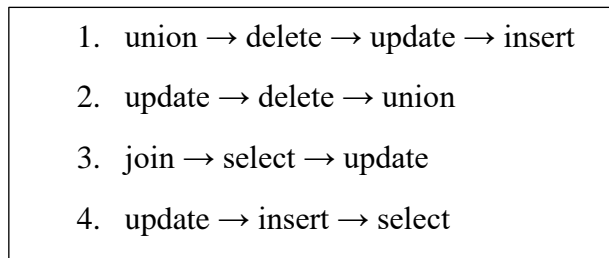 1. union → delete → update → insert
2. update → delete → union
3. join → select → update
4. update → insert → select